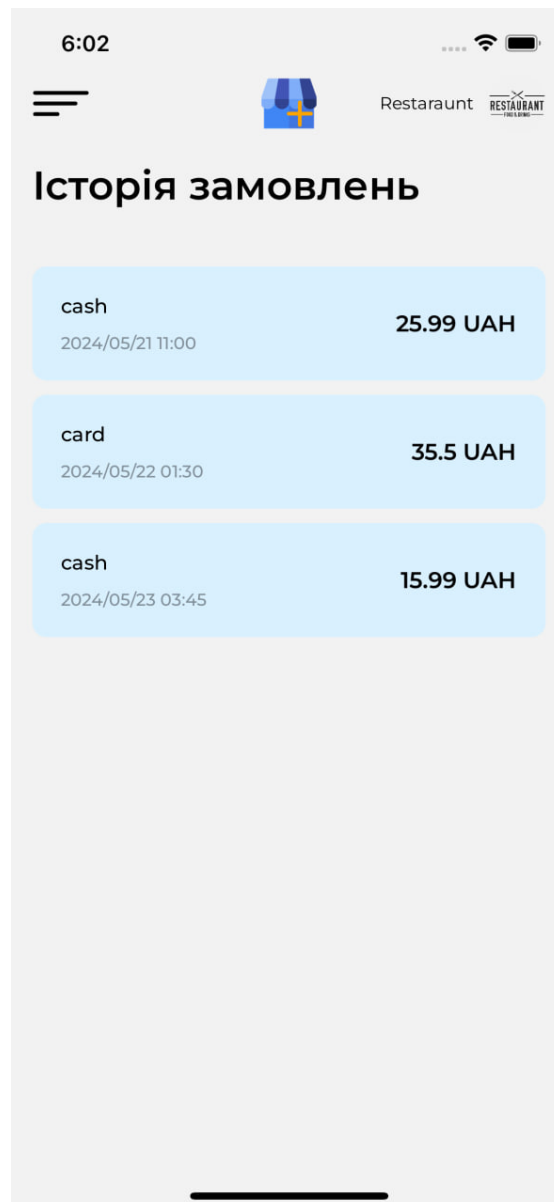 6:02
Restaraunt
RESTAURANT
Історія замовлень
cash
25.99 UAH
2024/05/21 11:00
card
35.5 UAH
2024/05/22 01:30
cash
15.99 UAH
2024/05/23 03:45